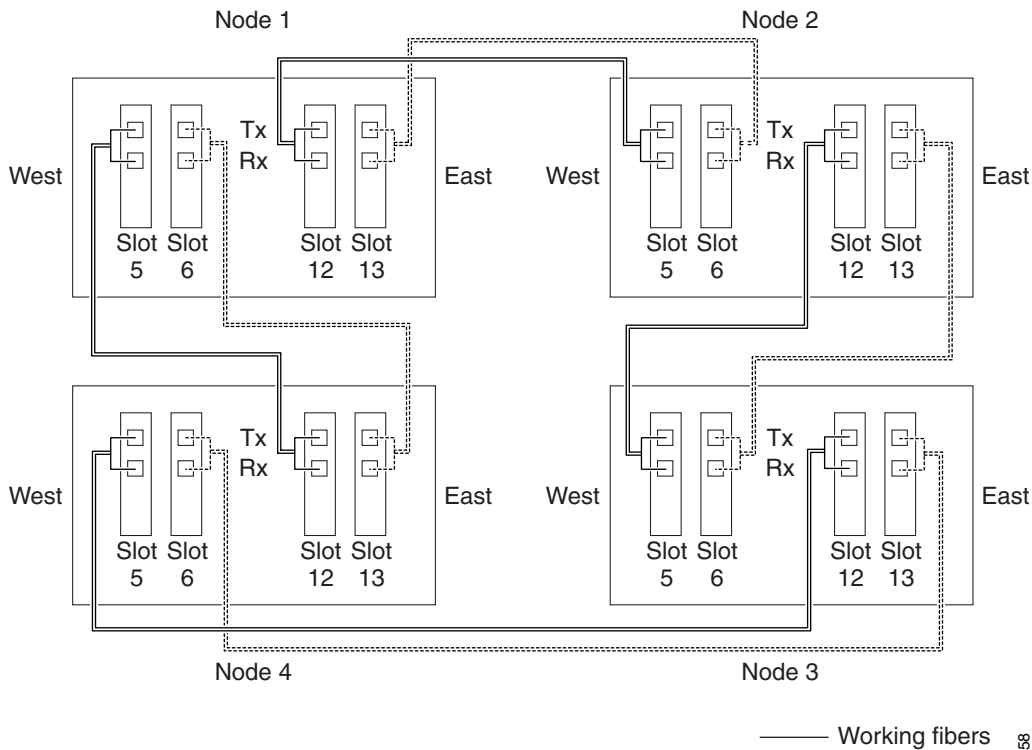 Node 1
Node 2
Tx
Rx
Tx
Rx
West
East
West
East
Slot
5
Slot
6
Slot
12
Slot
13
Slot
5
Slot
6
Slot
12
Slot
13
Tx
Rx
Tx
Rx
West
East
West
East
Slot
5
Slot
6
Slot
12
Slot
13
Slot
5
Slot
6
Slot
12
Slot
13
Node 4
Node 3
Working fibers
58